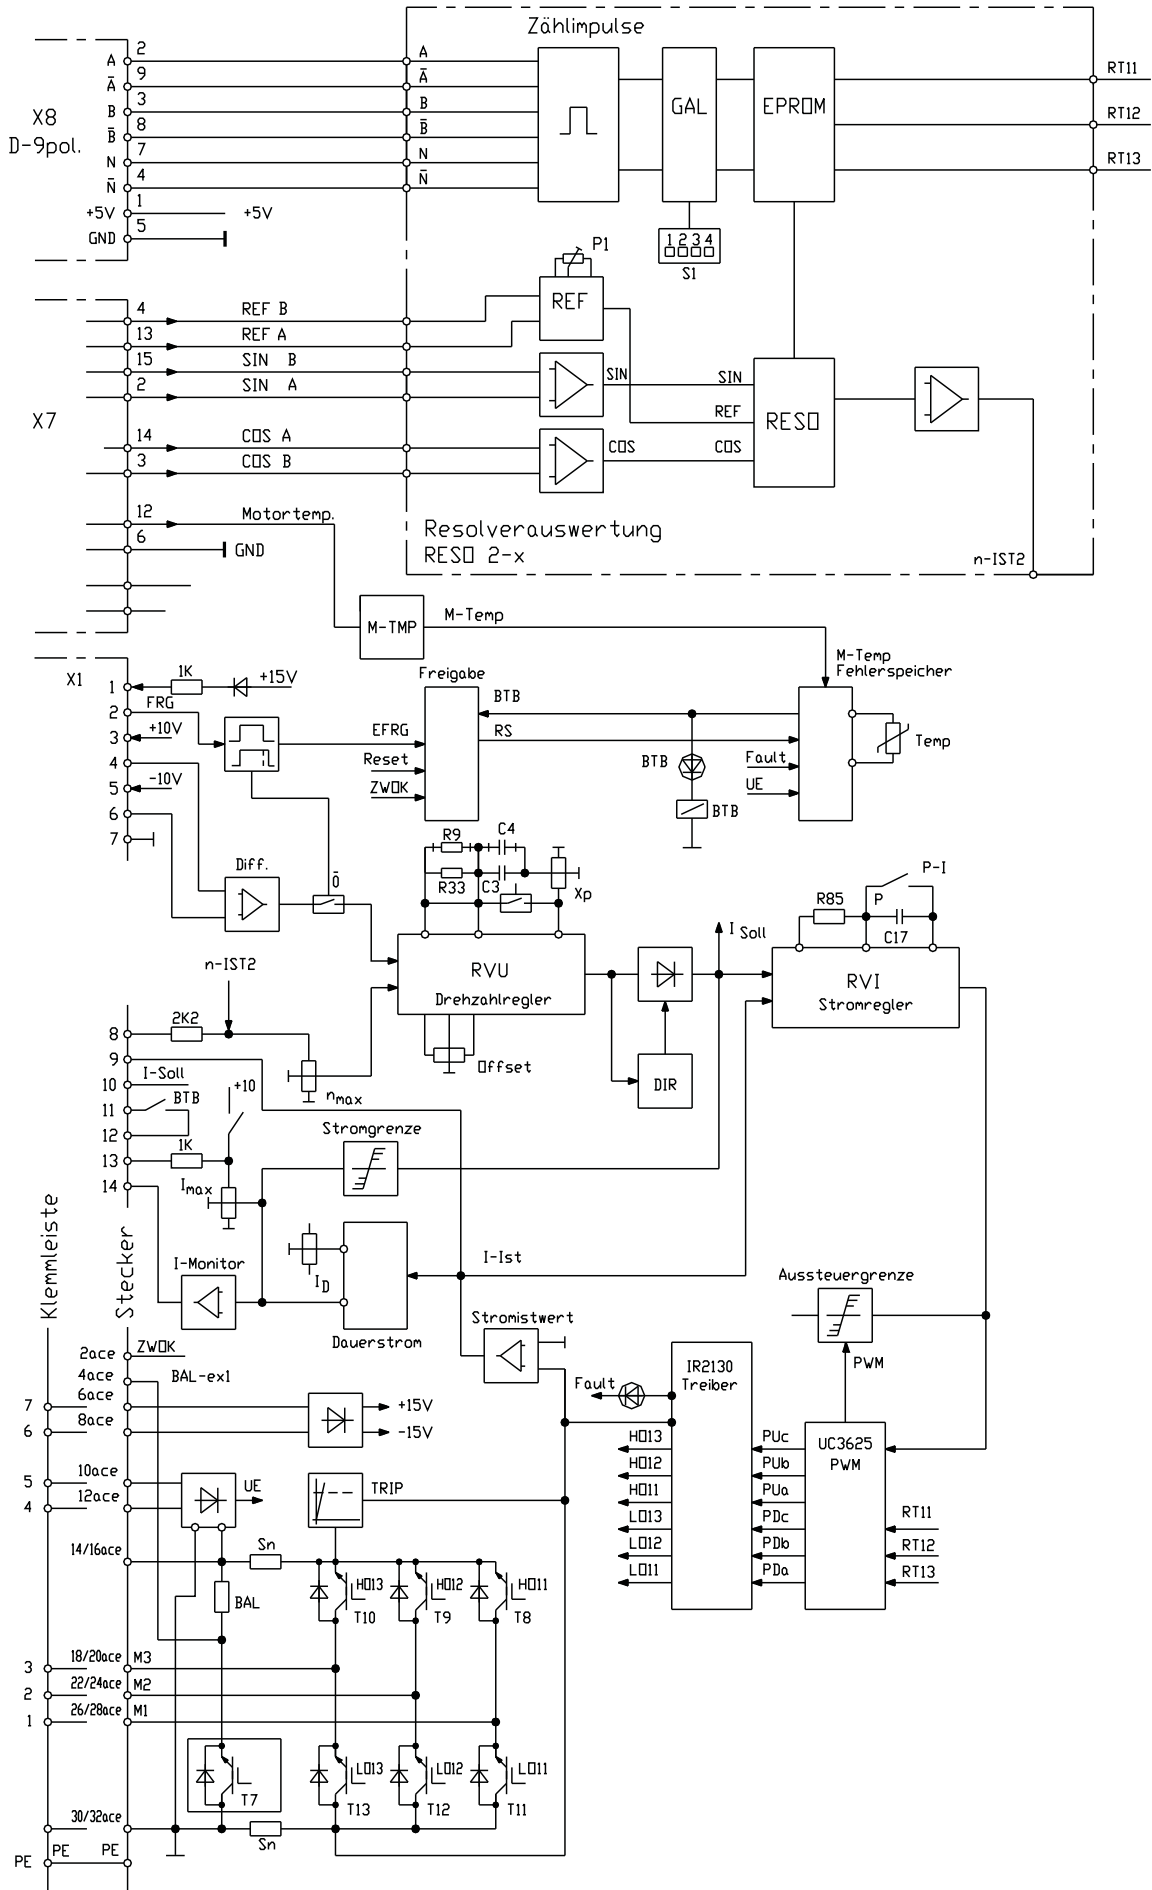 Zählimpulse
X8
D-9pol.
A 2 A
A̅ 9 A̅
B 3 B
B̅ 8 B̅
N 7 N
N̅ 4 N̅
+5V 1 +5V
GND 5
GAL
EPROM
RT11
RT12
RT13
1 2 3 4
S1
P1
REF
X7
4 REF B
13 REF A
15 SIN B
2 SIN A
14 COS A
3 COS B
12 Motortemp.
6 GND
SIN SIN
REF
COS COS
RESO
Resolverauswertung
RESO 2-x
n-IST2
M-TMP
M-Temp
M-Temp
Fehlerspeicher
X1
1 1K +15V
2 FRG
3 +10V
4
5 -10V
6
7
Freigabe
EFRG
Reset
ZWOK
BTB
RS
BTB
BTB
Fault
UE
Temp
Diff.
0̅
R9 C4
R33 C3
Xp
RVU
Drehzahlregler
Offset
I Soll
DIR
P-I
R85 P
C17
RVI
Stromregler
n-IST2
8 2K2
9
10 I-Soll
11 BTB +10
12
13 1K
14
nmax
Imax
Stromgrenze
Klemmleiste
Stecker
I-Monitor
ID
Dauerstrom
I-Ist
Stromistwert
Aussteuergrenze
PWM
2ace ZWOK
4ace BAL-ex1
7 6ace +15V
6 8ace -15V
5 10ace
4 12ace
UE
TRIP
Fault
IR2130
Treiber
UC3625
PWM
HO13 PUc
HO12 PUb
HO11 PUa
LO13 PDc
LO12 PDb
LO11 PDa
RT11
RT12
RT13
14/16ace Sn
BAL
HO13 HO12 HO11
T10 T9 T8
3 18/20ace M3
2 22/24ace M2
1 26/28ace M1
LO13 LO12 LO11
T7 T13 T12 T11
30/32ace
Sn
PE PE PE